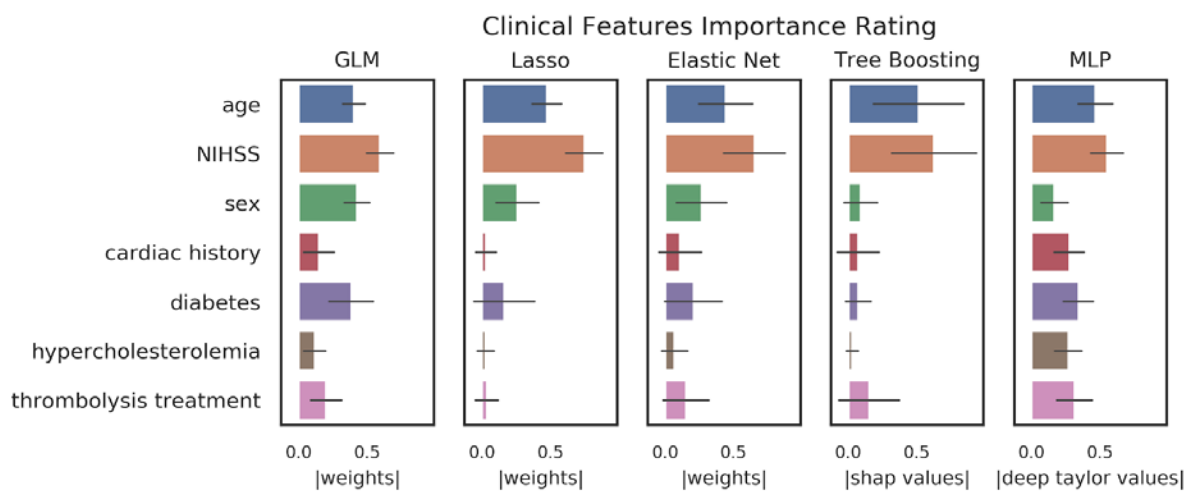 Clinical Features Importance Rating
GLM Lasso Elastic Net Tree Boosting MLP
age
NIHSS
sex
cardiac history
diabetes
hypercholesterolemia
thrombolysis treatment
0.0 0.5 0.0 0.5 0.0 0.5 0.0 0.5 0.0 0.5
|weights| |weights| |weights| |shap values| |deep taylor values|